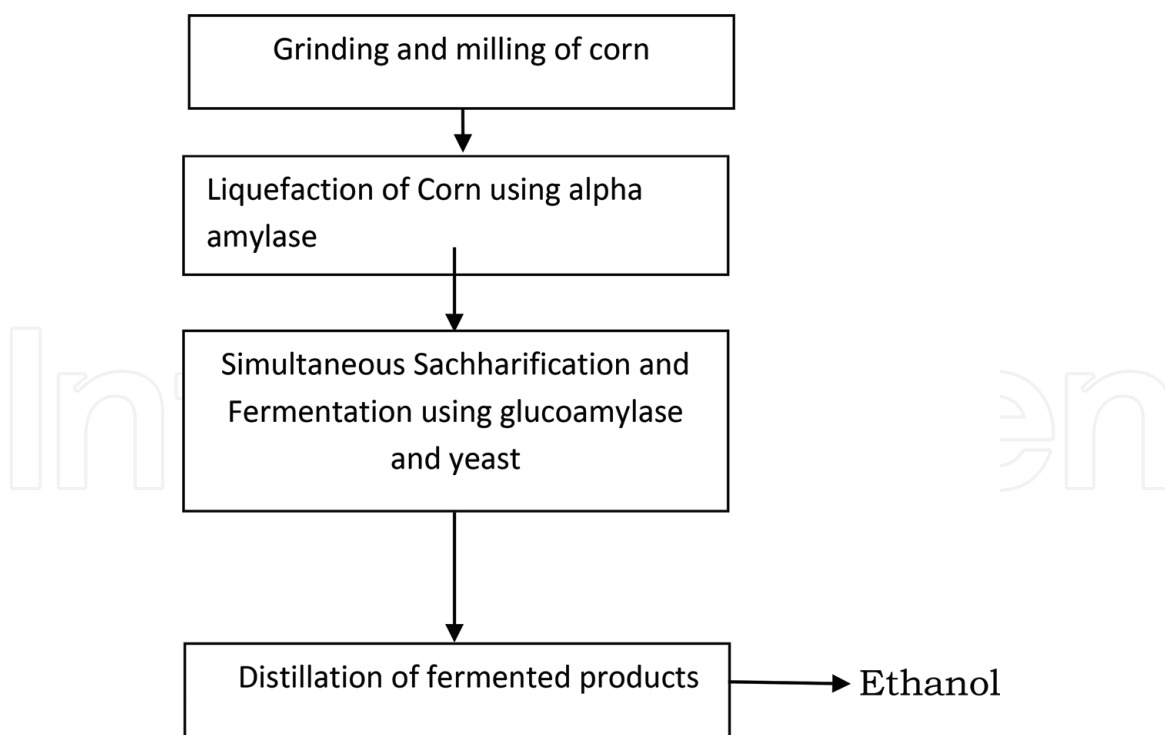 Grinding and milling of corn
Liquefaction of Corn using alpha
amylase
Simultaneous Sachharification and
Fermentation using glucoamylase
and yeast
Distillation of fermented products
Ethanol